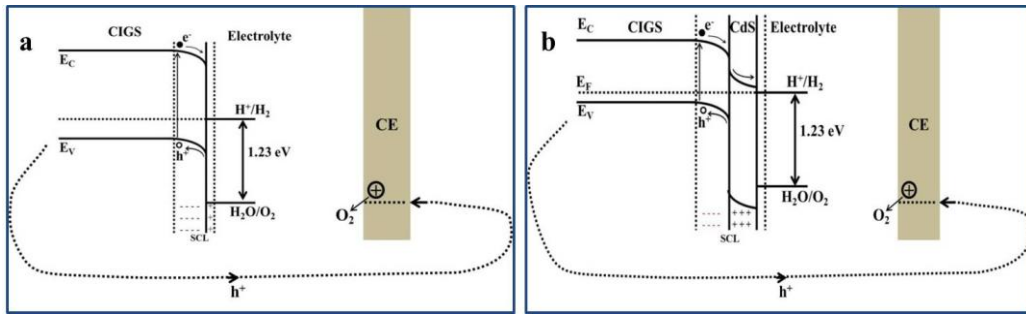 a
CIGS
Electrolyte
e-
E_C
H⁺/H₂
CE
1.23 eV
E_V
h⁺
H₂O/O₂
+
O₂
- - - -
- - - -
- - - -
+
SCL
h⁺
b
E_C
CIGS
CdS
Electrolyte
e-
E_F
H⁺/H₂
E_V
h⁺
CE
1.23 eV
H₂O/O₂
+
O₂
- - - - +++
- - - - +++
SCL
h⁺